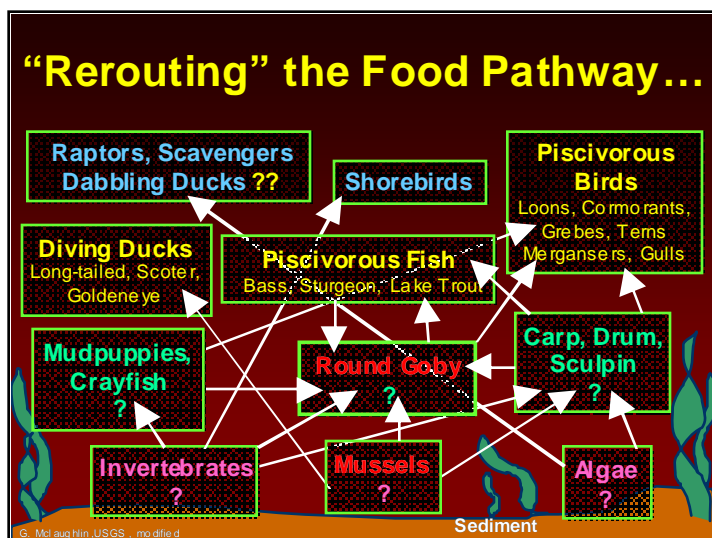 “Rerouting” the Food Pathway…
Raptors, Scavengers
Dabbling Ducks ??
Shorebirds
Piscivorous
Birds
Loons, Cormorants,
Grebes, Terns
Mergansers, Gulls
Diving Ducks
Long-tailed, Scoter,
Goldeneye
Piscivorous Fish
Bass, Sturgeon, Lake Trout
Mudpuppies,
Crayfish
?
Round Goby
?
Carp, Drum,
Sculpin
?
Invertebrates
?
Mussels
?
Algae
?
Sediment
G. McLaughlin,USGS , modified